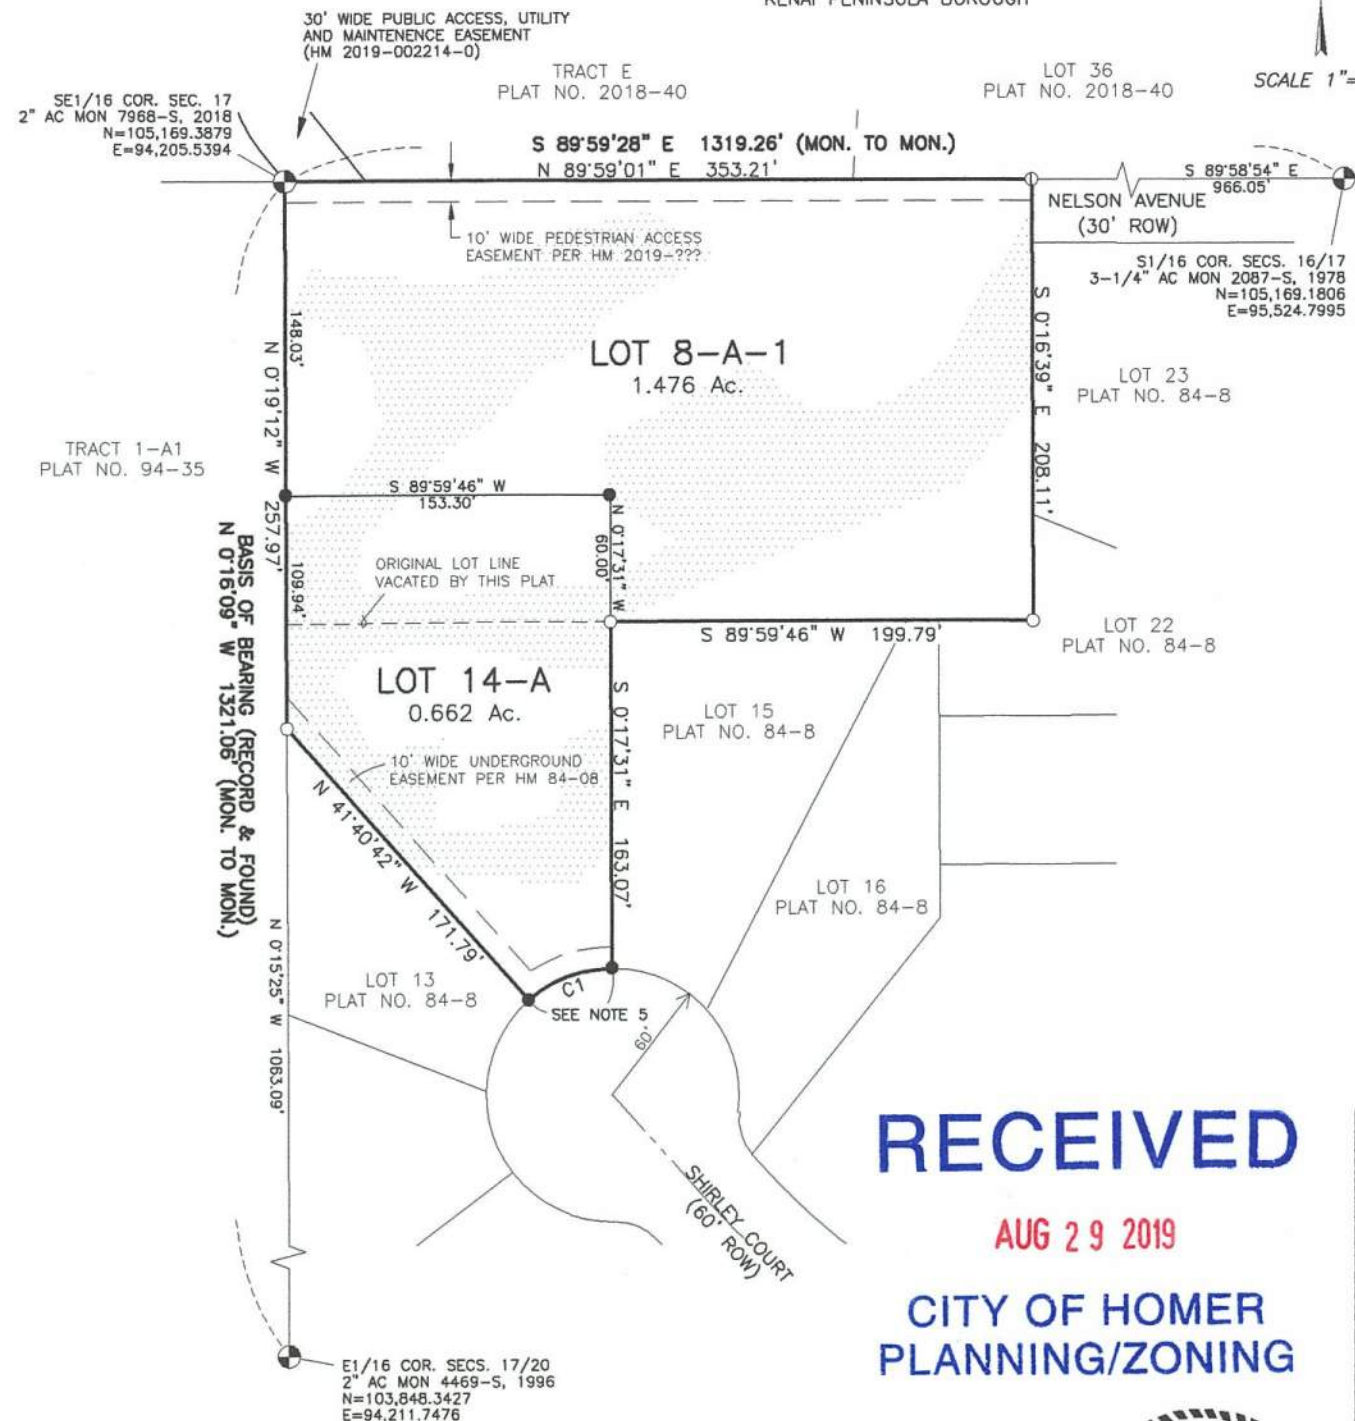 KENAI PENINSULA BOROUGH
30' WIDE PUBLIC ACCESS, UTILITY
AND MAINTENENCE EASEMENT
(HM 2019-002214-0)
TRACT E
PLAT NO. 2018-40
LOT 36
PLAT NO. 2018-40
SCALE 1"=
SE1/16 COR. SEC. 17
2" AC MON 7968-S, 2018
N=105,169.3879
E=94,205.5394
S 89°59'28" E 1319.26' (MON. TO MON.)
N 89°59'01" E 353.21'
S 89°58'54" E
966.05'
NELSON AVENUE
(30' ROW)
10' WIDE PEDESTRIAN ACCESS
EASEMENT PER HM 2019-???
S1/16 COR. SECS. 16/17
3-1/4" AC MON 2087-S, 1978
N=105,169.1806
E=95,524.7995
148.03'
N 0°19'12" W 257.97'
LOT 8-A-1
1.476 Ac.
S 0°16'39" E 208.11'
LOT 23
PLAT NO. 84-8
TRACT 1-A1
PLAT NO. 94-35
S 89°59'46" W
153.30'
N 0°17'31" W
60.00'
ORIGINAL LOT LINE
VACATED BY THIS PLAT
109.94'
BASIS OF BEARING (RECORD & FOUND)
N 0°16'09" W 1321.06' (MON. TO MON.)
S 89°59'46" W 199.79'
LOT 22
PLAT NO. 84-8
LOT 14-A
0.662 Ac.
S 0°17'31" E 163.07'
LOT 15
PLAT NO. 84-8
10' WIDE UNDERGROUND
EASEMENT PER HM 84-08
N 41°40'42" W 171.79'
LOT 16
PLAT NO. 84-8
LOT 13
PLAT NO. 84-8
C1
SEE NOTE 5
60'
N 0°15'25" W 1063.09'
SHIRLEY COURT
(60' ROW)
RECEIVED
AUG 29 2019
CITY OF HOMER
PLANNING/ZONING
E1/16 COR. SECS. 17/20
2" AC MON 4469-S, 1996
N=103,848.3427
E=94,211.7476